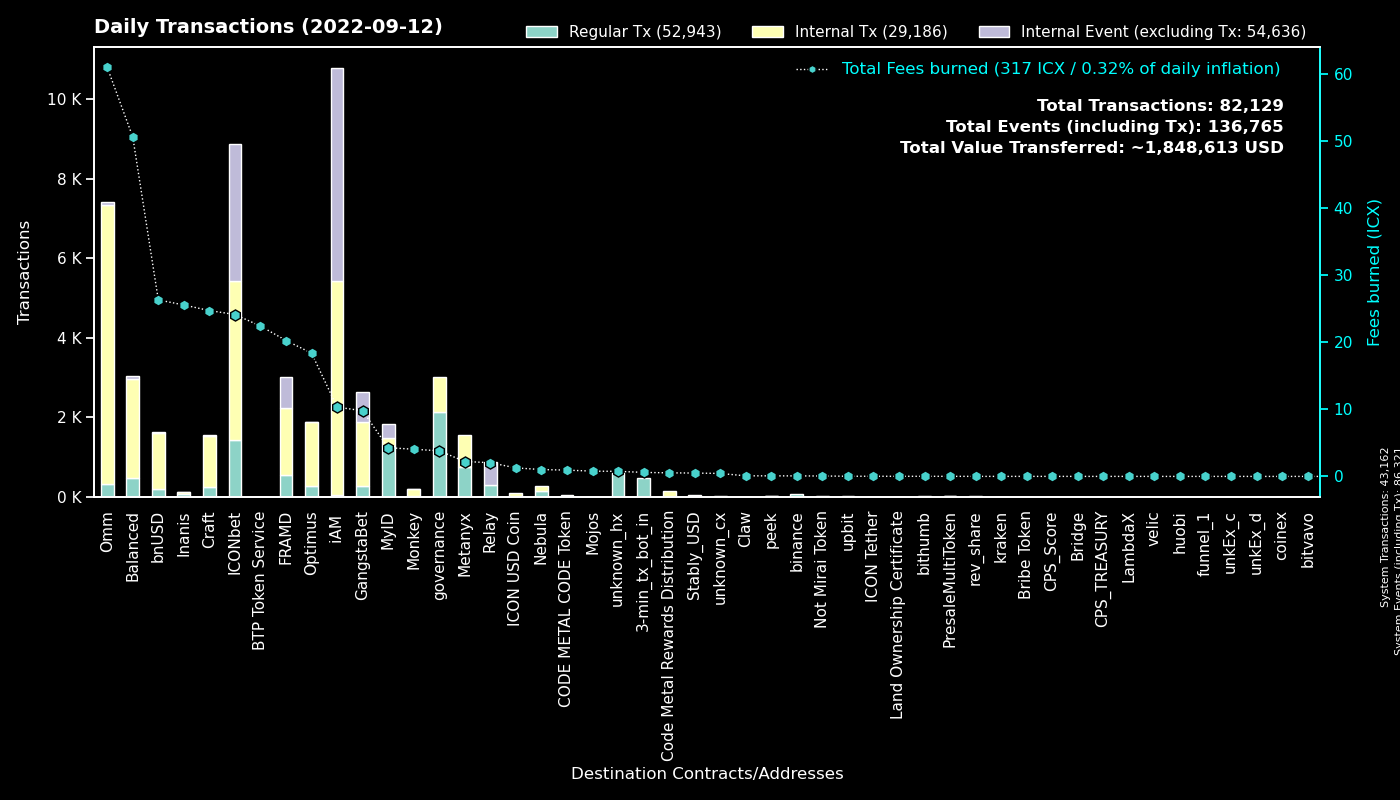 Daily Transactions (2022-09-12)
Regular Tx (52,943)
Internal Tx (29,186)
Internal Event (excluding Tx: 54,636)
Total Fees burned (317 ICX / 0.32% of daily inflation)
Total Transactions: 82,129
Total Events (including Tx): 136,765
Total Value Transferred: ~1,848,613 USD
Transactions
10 K
8 K
6 K
4 K
2 K
0 K
60
50
40
30
20
10
0
Fees burned (ICX)
Omm
Balanced
bnUSD
Inanis
Craft
ICONbet
BTP Token Service
FRAMD
Optimus
iAM
GangstaBet
MyID
Monkey
governance
Metanyx
Relay
ICON USD Coin
Nebula
CODE METAL CODE Token
Mojos
unknown_hx
3-min_tx_bot_in
Code Metal Rewards Distribution
Stably_USD
unknown_cx
Claw
peek
binance
Not Mirai Token
upbit
ICON Tether
Land Ownership Certificate
bithumb
PresaleMultiToken
rev_share
kraken
Bribe Token
CPS_Score
Bridge
CPS_TREASURY
LambdaX
velic
huobi
funnel_1
unkEx_c
unkEx_d
coinex
bitvavo
Destination Contracts/Addresses
System Transactions: 43,162
System Events (including Tx): 86,321